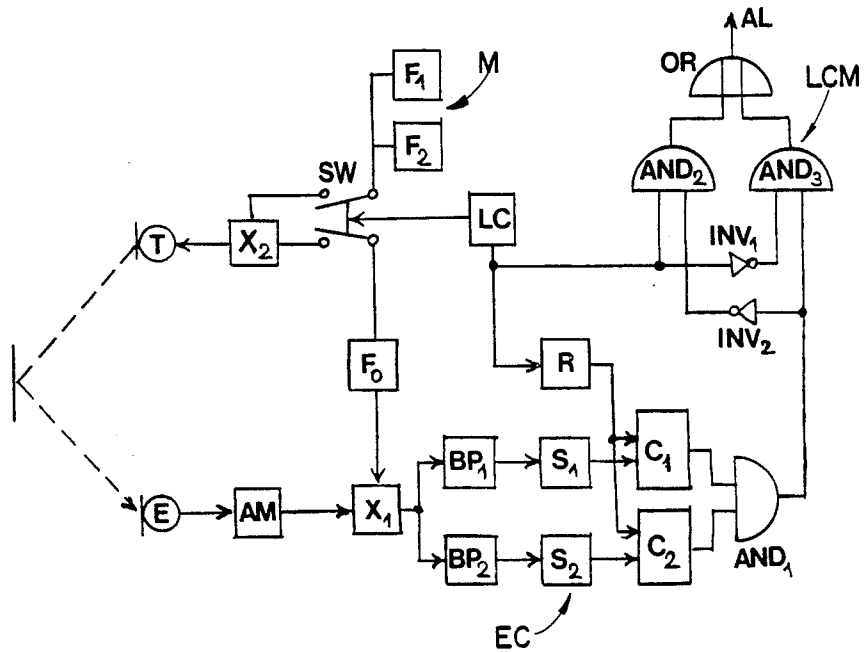 AL
OR
F₁
M
LCM
F₂
AND₂
AND₃
SW
LC
INV₁
T
X₂
INV₂
F₀
R
BP₁
S₁
C₁
E
AM
X₁
BP₂
S₂
C₂
AND₁
EC